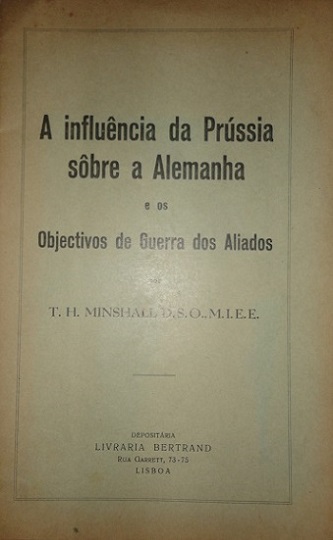 A influência da Prússia
sôbre a Alemanha
e os
Objectivos de Guerra dos Aliados
por
T. H. MINSHALL D.S.O., M.I.E.E.
DEPOSITÁRIA
LIVRARIA BERTRAND
RUA GARRETT, 73-75
LISBOA